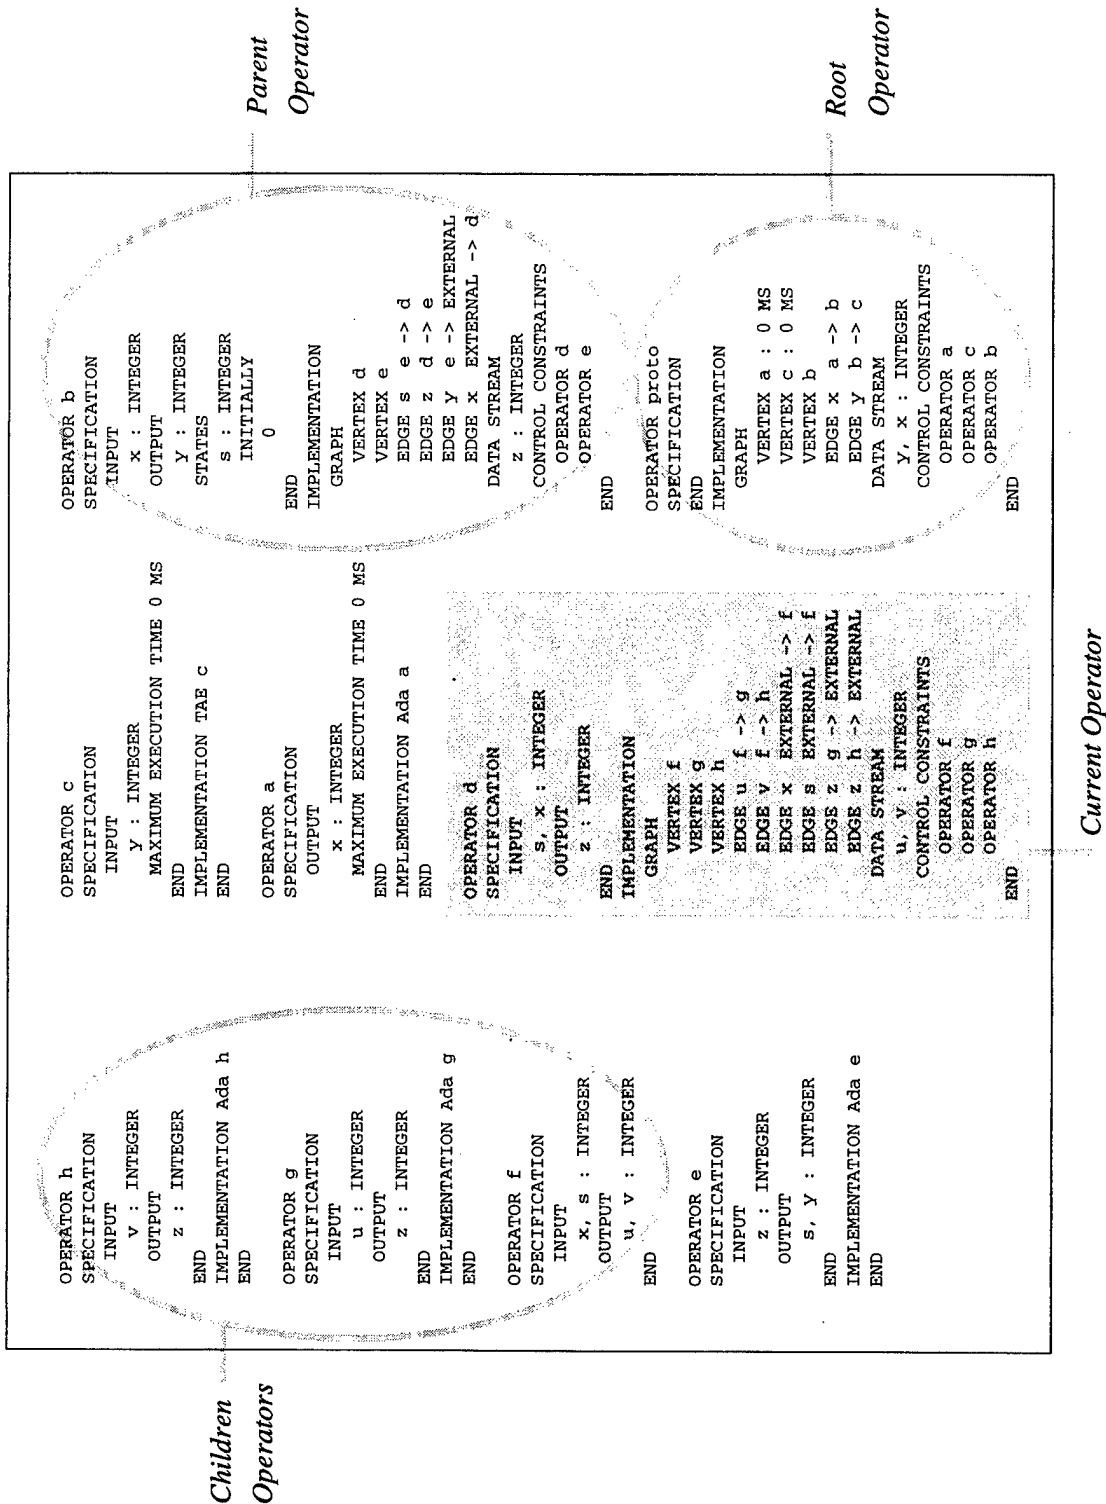 Children
Operators
OPERATOR h
SPECIFICATION
INPUT
v : INTEGER
OUTPUT
z : INTEGER
END
IMPLEMENTATION Ada h
END
OPERATOR g
SPECIFICATION
INPUT
u : INTEGER
OUTPUT
z : INTEGER
END
IMPLEMENTATION Ada g
END
OPERATOR f
SPECIFICATION
INPUT
x, s : INTEGER
OUTPUT
u, v : INTEGER
END
OPERATOR e
SPECIFICATION
INPUT
z : INTEGER
OUTPUT
s, y : INTEGER
END
IMPLEMENTATION Ada e
END
OPERATOR c
SPECIFICATION
INPUT
y : INTEGER
MAXIMUM EXECUTION TIME 0 MS
END
IMPLEMENTATION TAE c
END
OPERATOR a
SPECIFICATION
OUTPUT
x : INTEGER
MAXIMUM EXECUTION TIME 0 MS
END
IMPLEMENTATION Ada a
END
OPERATOR d
SPECIFICATION
INPUT
s, x : INTEGER
OUTPUT
z : INTEGER
END
IMPLEMENTATION
GRAPH
VERTEX f
VERTEX g
VERTEX h
EDGE u f -> g
EDGE v f -> h
EDGE x EXTERNAL -> f
EDGE s EXTERNAL -> f
EDGE z g -> EXTERNAL
EDGE z h -> EXTERNAL
DATA STREAM
u, v : INTEGER
CONTROL CONSTRAINTS
OPERATOR f
OPERATOR g
OPERATOR h
END
Current Operator
OPERATOR b
SPECIFICATION
INPUT
x : INTEGER
OUTPUT
y : INTEGER
STATES
s : INTEGER
INITIALLY
0
END
IMPLEMENTATION
GRAPH
VERTEX d
VERTEX e
EDGE s e -> d
EDGE z d -> e
EDGE y e -> EXTERNAL
EDGE x EXTERNAL -> d
DATA STREAM
z : INTEGER
CONTROL CONSTRAINTS
OPERATOR d
OPERATOR e
END
OPERATOR proto
SPECIFICATION
END
IMPLEMENTATION
GRAPH
VERTEX a : 0 MS
VERTEX c : 0 MS
VERTEX b
EDGE x a -> b
EDGE y b -> c
DATA STREAM
y, x : INTEGER
CONTROL CONSTRAINTS
OPERATOR a
OPERATOR c
OPERATOR b
END
Parent
Operator
Root
Operator